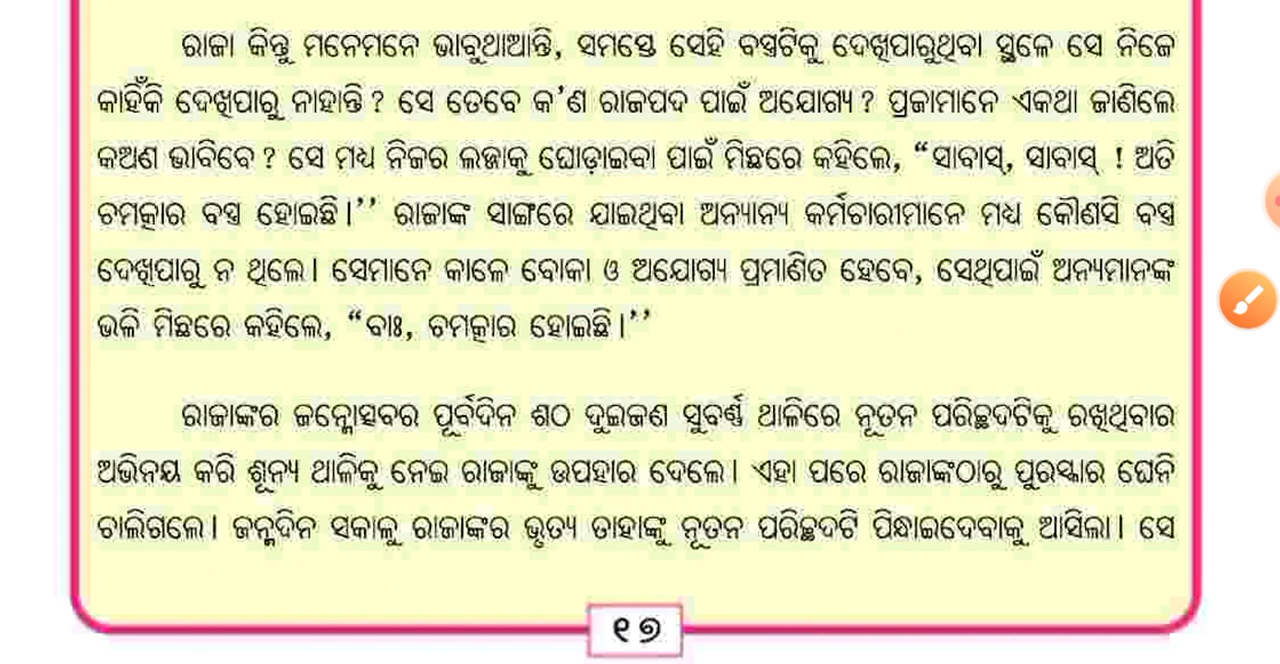 ରାଜା କିନ୍ତୁ ମନେମନେ ଭାବୁଥାଆନ୍ତି, ସମସ୍ତେ ସେହି ବସ୍ତ୍ରଟିକୁ ଦେଖିପାରୁଥିବା ସ୍ଥଳେ ସେ ନିଜେ
କାହିଁକି ଦେଖିପାରୁ ନାହାନ୍ତି ? ସେ ତେବେ କ'ଣ ରାଜପଦ ପାଇଁ ଅଯୋଗ୍ୟ ? ପ୍ରଜାମାନେ ଏକଥା ଜାଣିଲେ
କଅଣ ଭାବିବେ ? ସେ ମଧ୍ୟ ନିଜର ଲଜ୍ଜାକୁ ଘୋଡ଼ାଇବା ପାଇଁ ମିଛରେ କହିଲେ, “ସାବାସ୍, ସାବାସ୍ ! ଅତି
ଚମତ୍କାର ବସ୍ତ୍ର ହୋଇଛି।’’ ରାଜାଙ୍କ ସାଙ୍ଗରେ ଯାଇଥିବା ଅନ୍ୟାନ୍ୟ କର୍ମଚାରୀମାନେ ମଧ୍ୟ କୌଣସି ବସ୍ତ୍ର
ଦେଖିପାରୁ ନ ଥିଲେ। ସେମାନେ କାଳେ ବୋକା ଓ ଅଯୋଗ୍ୟ ପ୍ରମାଣିତ ହେବେ, ସେଥିପାଇଁ ଅନ୍ୟମାନଙ୍କ
ଭଳି ମିଛରେ କହିଲେ, “ବାଃ, ଚମତ୍କାର ହୋଇଛି।’’
ରାଜାଙ୍କର ଜନ୍ମୋତ୍ସବର ପୂର୍ବଦିନ ଶଠ ଦୁଇଜଣ ସୁବର୍ଣ୍ଣ ଥାଳିରେ ନୂତନ ପରିଚ୍ଛଦଟିକୁ ରଖିଥିବାର
ଅଭିନୟ କରି ଶୂନ୍ୟ ଥାଳିକୁ ନେଇ ରାଜାଙ୍କୁ ଉପହାର ଦେଲେ। ଏହା ପରେ ରାଜାଙ୍କଠାରୁ ପୁରସ୍କାର ଘେନି
ଚାଲିଗଲେ। ଜନ୍ମଦିନ ସକାଳୁ ରାଜାଙ୍କର ଭୃତ୍ୟ ତାହାଙ୍କୁ ନୂତନ ପରିଚ୍ଛଦଟି ପିନ୍ଧାଇଦେବାକୁ ଆସିଲା। ସେ
୧୭